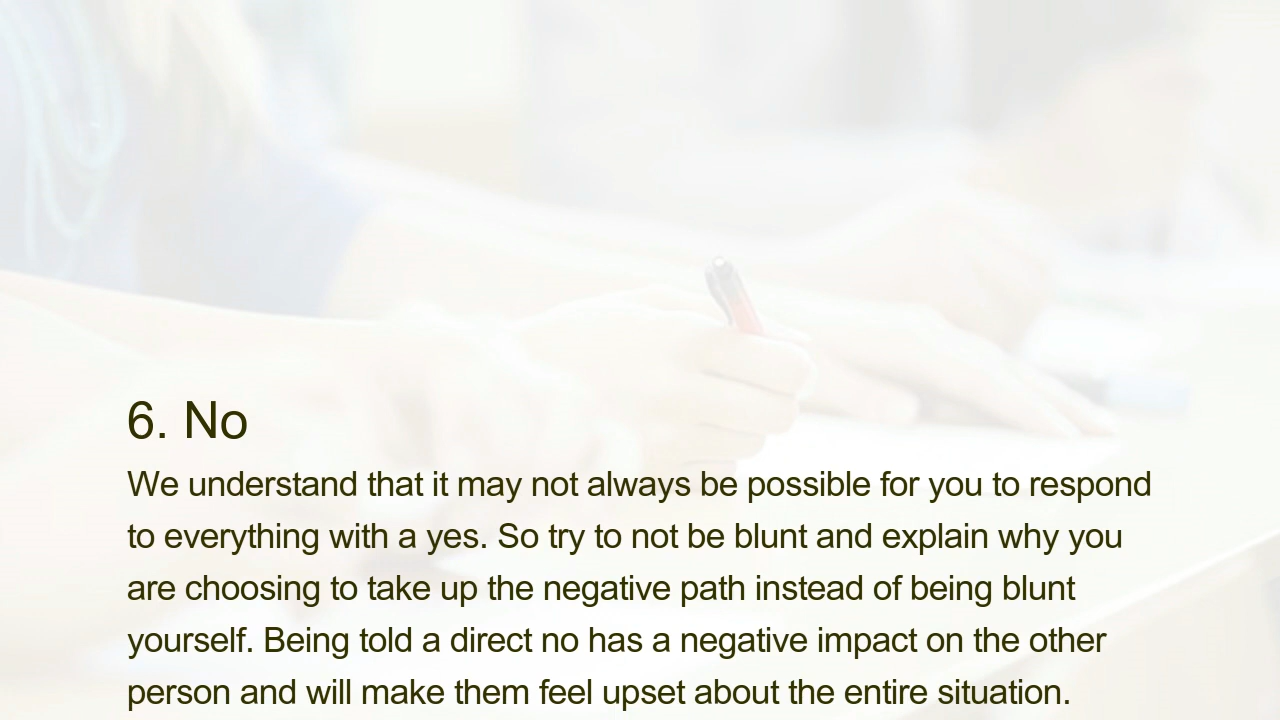 6. No
We understand that it may not always be possible for you to respond
to everything with a yes. So try to not be blunt and explain why you
are choosing to take up the negative path instead of being blunt
yourself. Being told a direct no has a negative impact on the other
person and will make them feel upset about the entire situation.